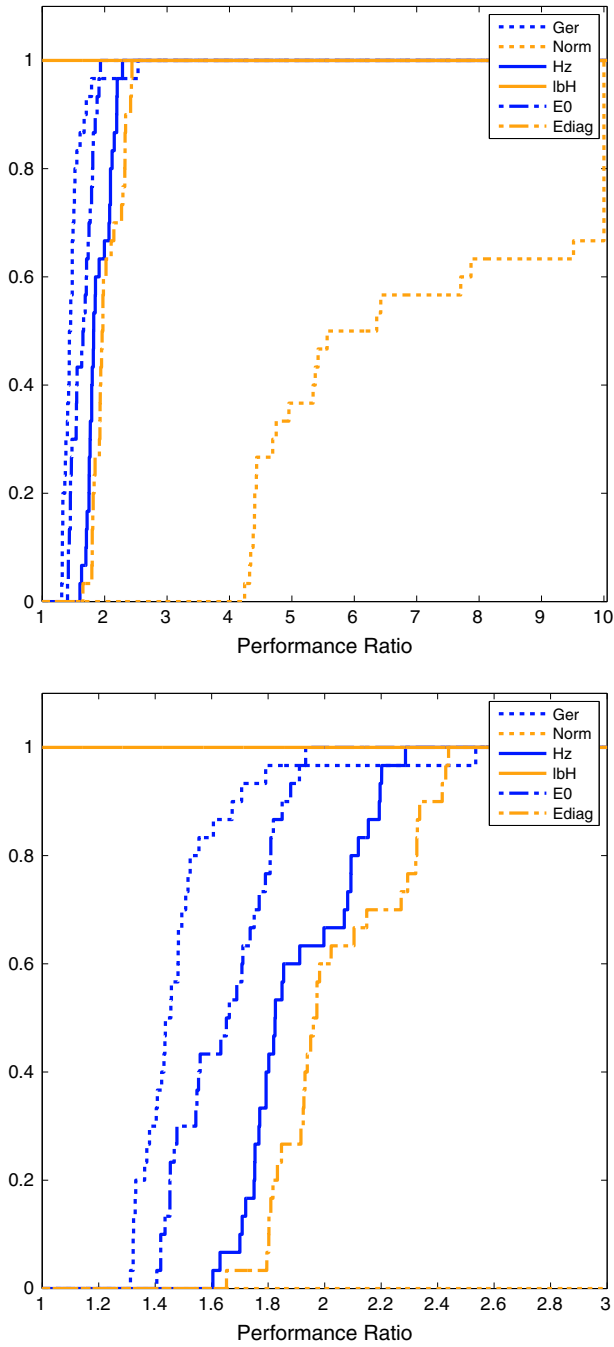 1
0.8
0.6
0.4
0.2
0
1 2 3 4 5 6 7 8 9 10
Performance Ratio
Ger
Norm
Hz
lbH
E0
Ediag
1
0.8
0.6
0.4
0.2
0
1 1.2 1.4 1.6 1.8 2 2.2 2.4 2.6 2.8 3
Performance Ratio
Ger
Norm
Hz
lbH
E0
Ediag